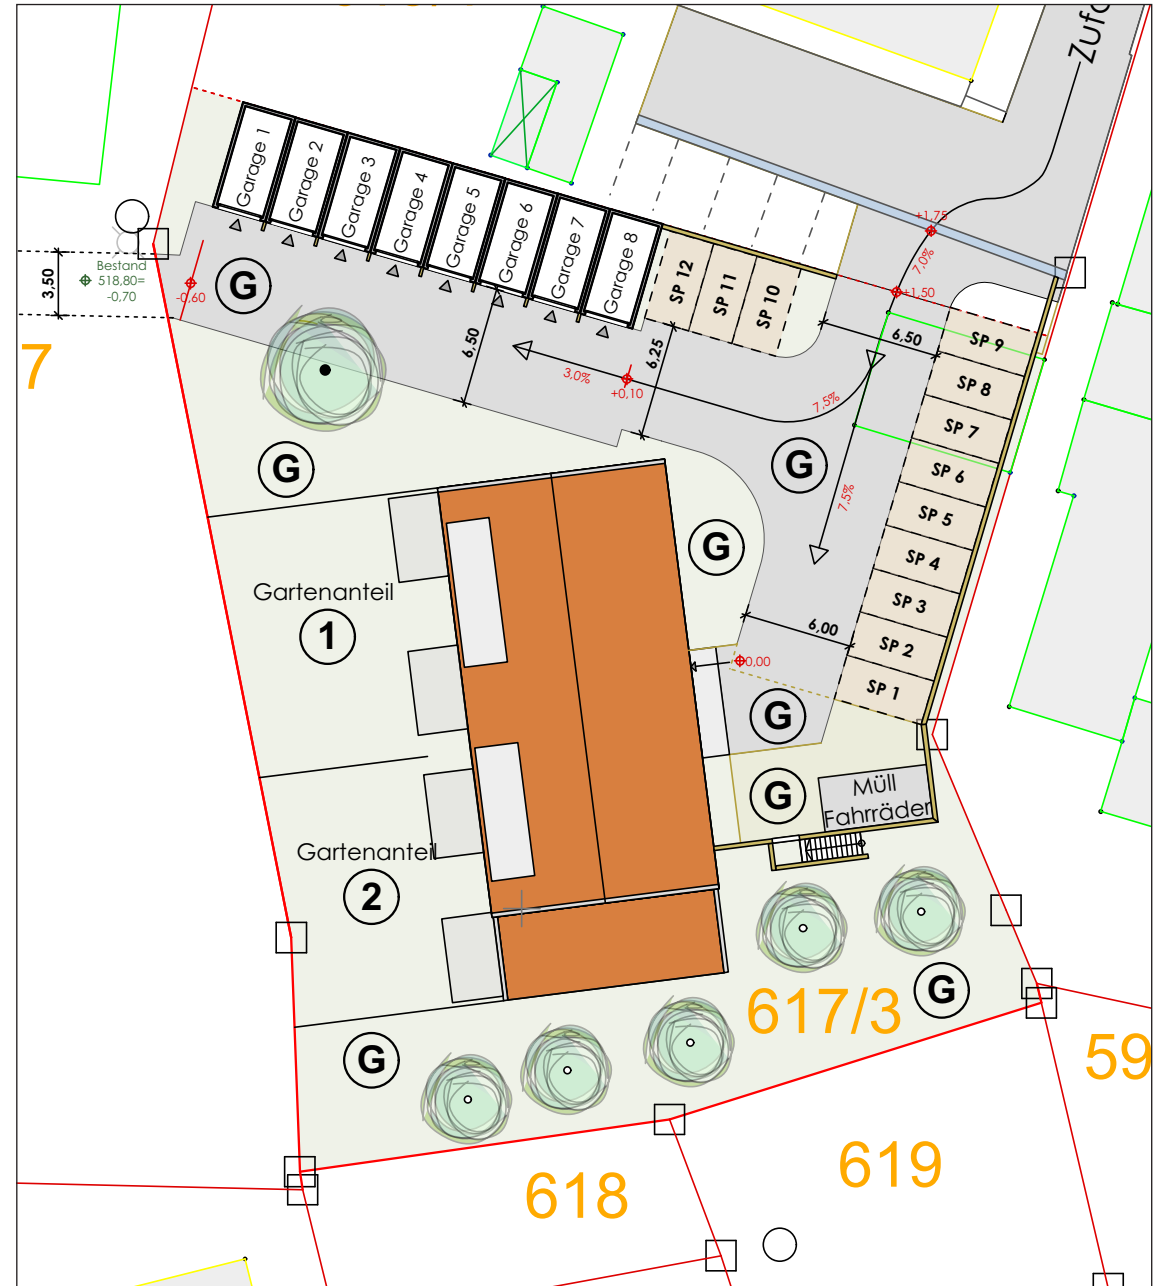 Zufa
Garage 1
Garage 2
Garage 3
Garage 4
Garage 5
Garage 6
Garage 7
Garage 8
SP 12
SP 11
SP 10
+1,75
7,0%
+1,50
6,50
SP 9
SP 8
SP 7
SP 6
SP 5
SP 4
SP 3
SP 2
SP 1
3,50
Bestand
518,80=
-0,70
-0,60
G
6,50
6,25
3,0%
+0,10
7,5%
7,5%
7
G
G
G
Gartenanteil
1
6,00
+0,00
G
G
Müll
Fahrräder
Gartenanteil
2
G
G
617/3
59
618
619